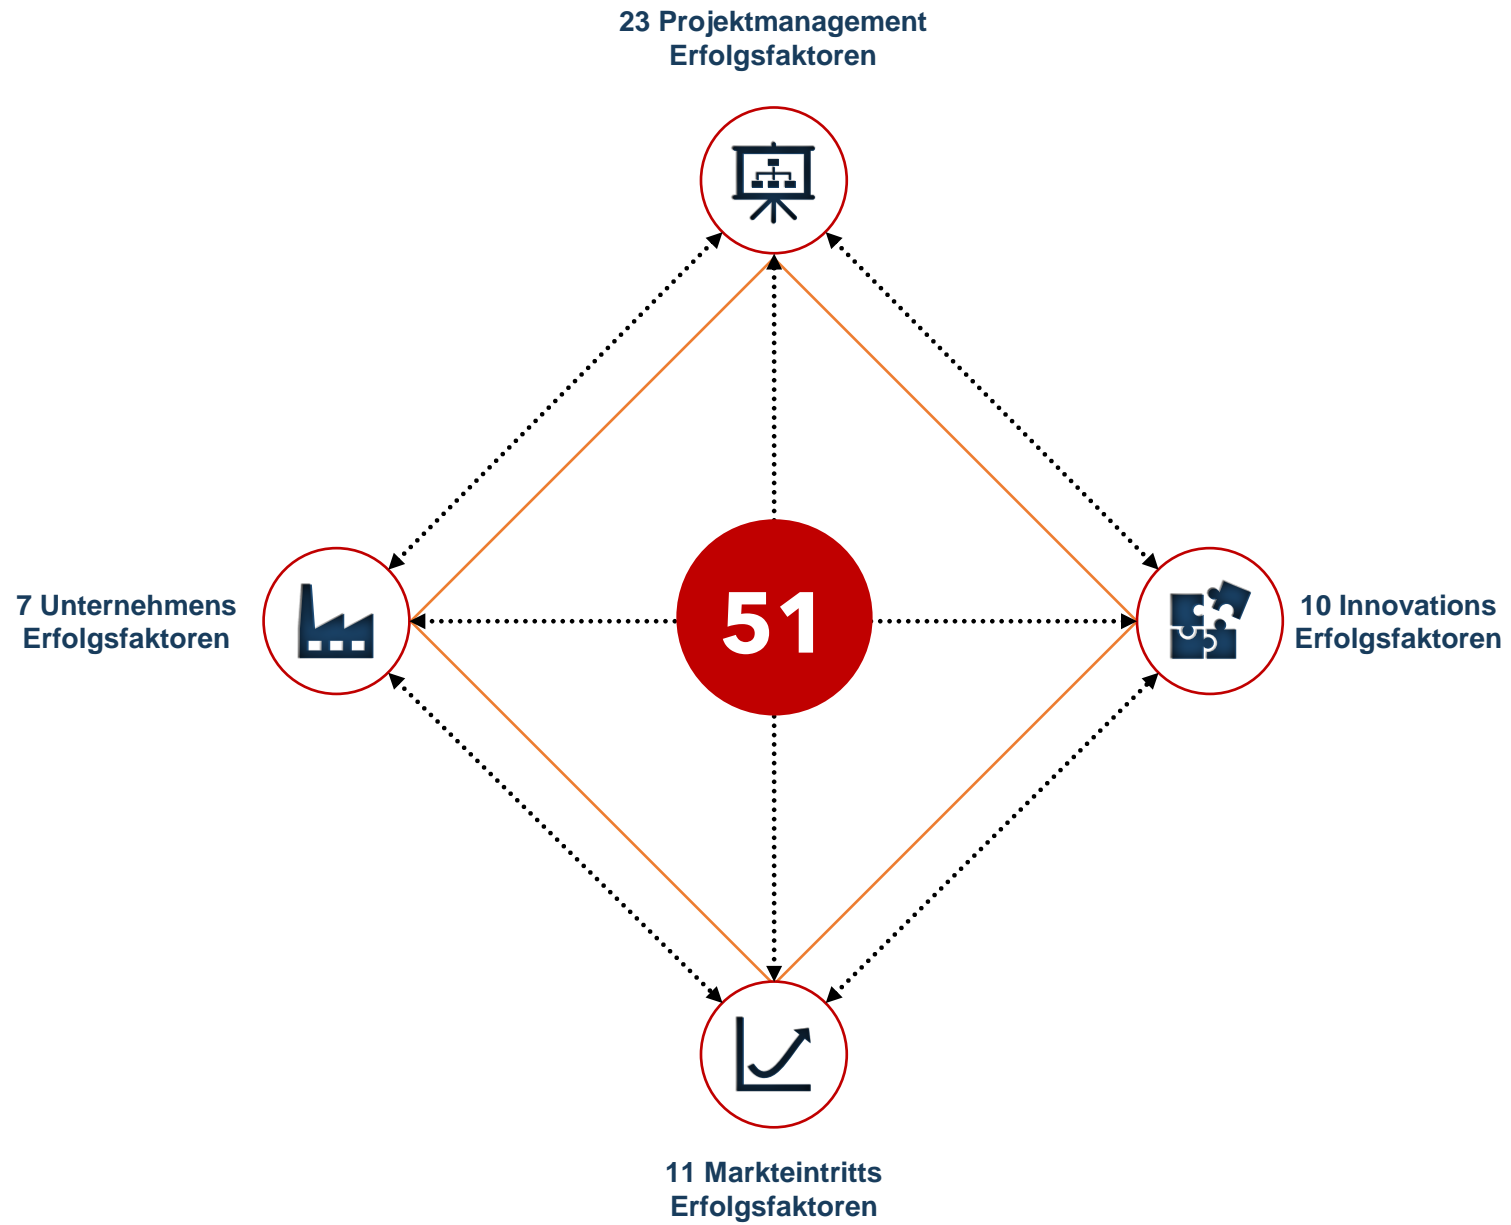 23 Projektmanagement
Erfolgsfaktoren
7 Unternehmens
Erfolgsfaktoren
51
10 Innovations
Erfolgsfaktoren
11 Markteintritts
Erfolgsfaktoren